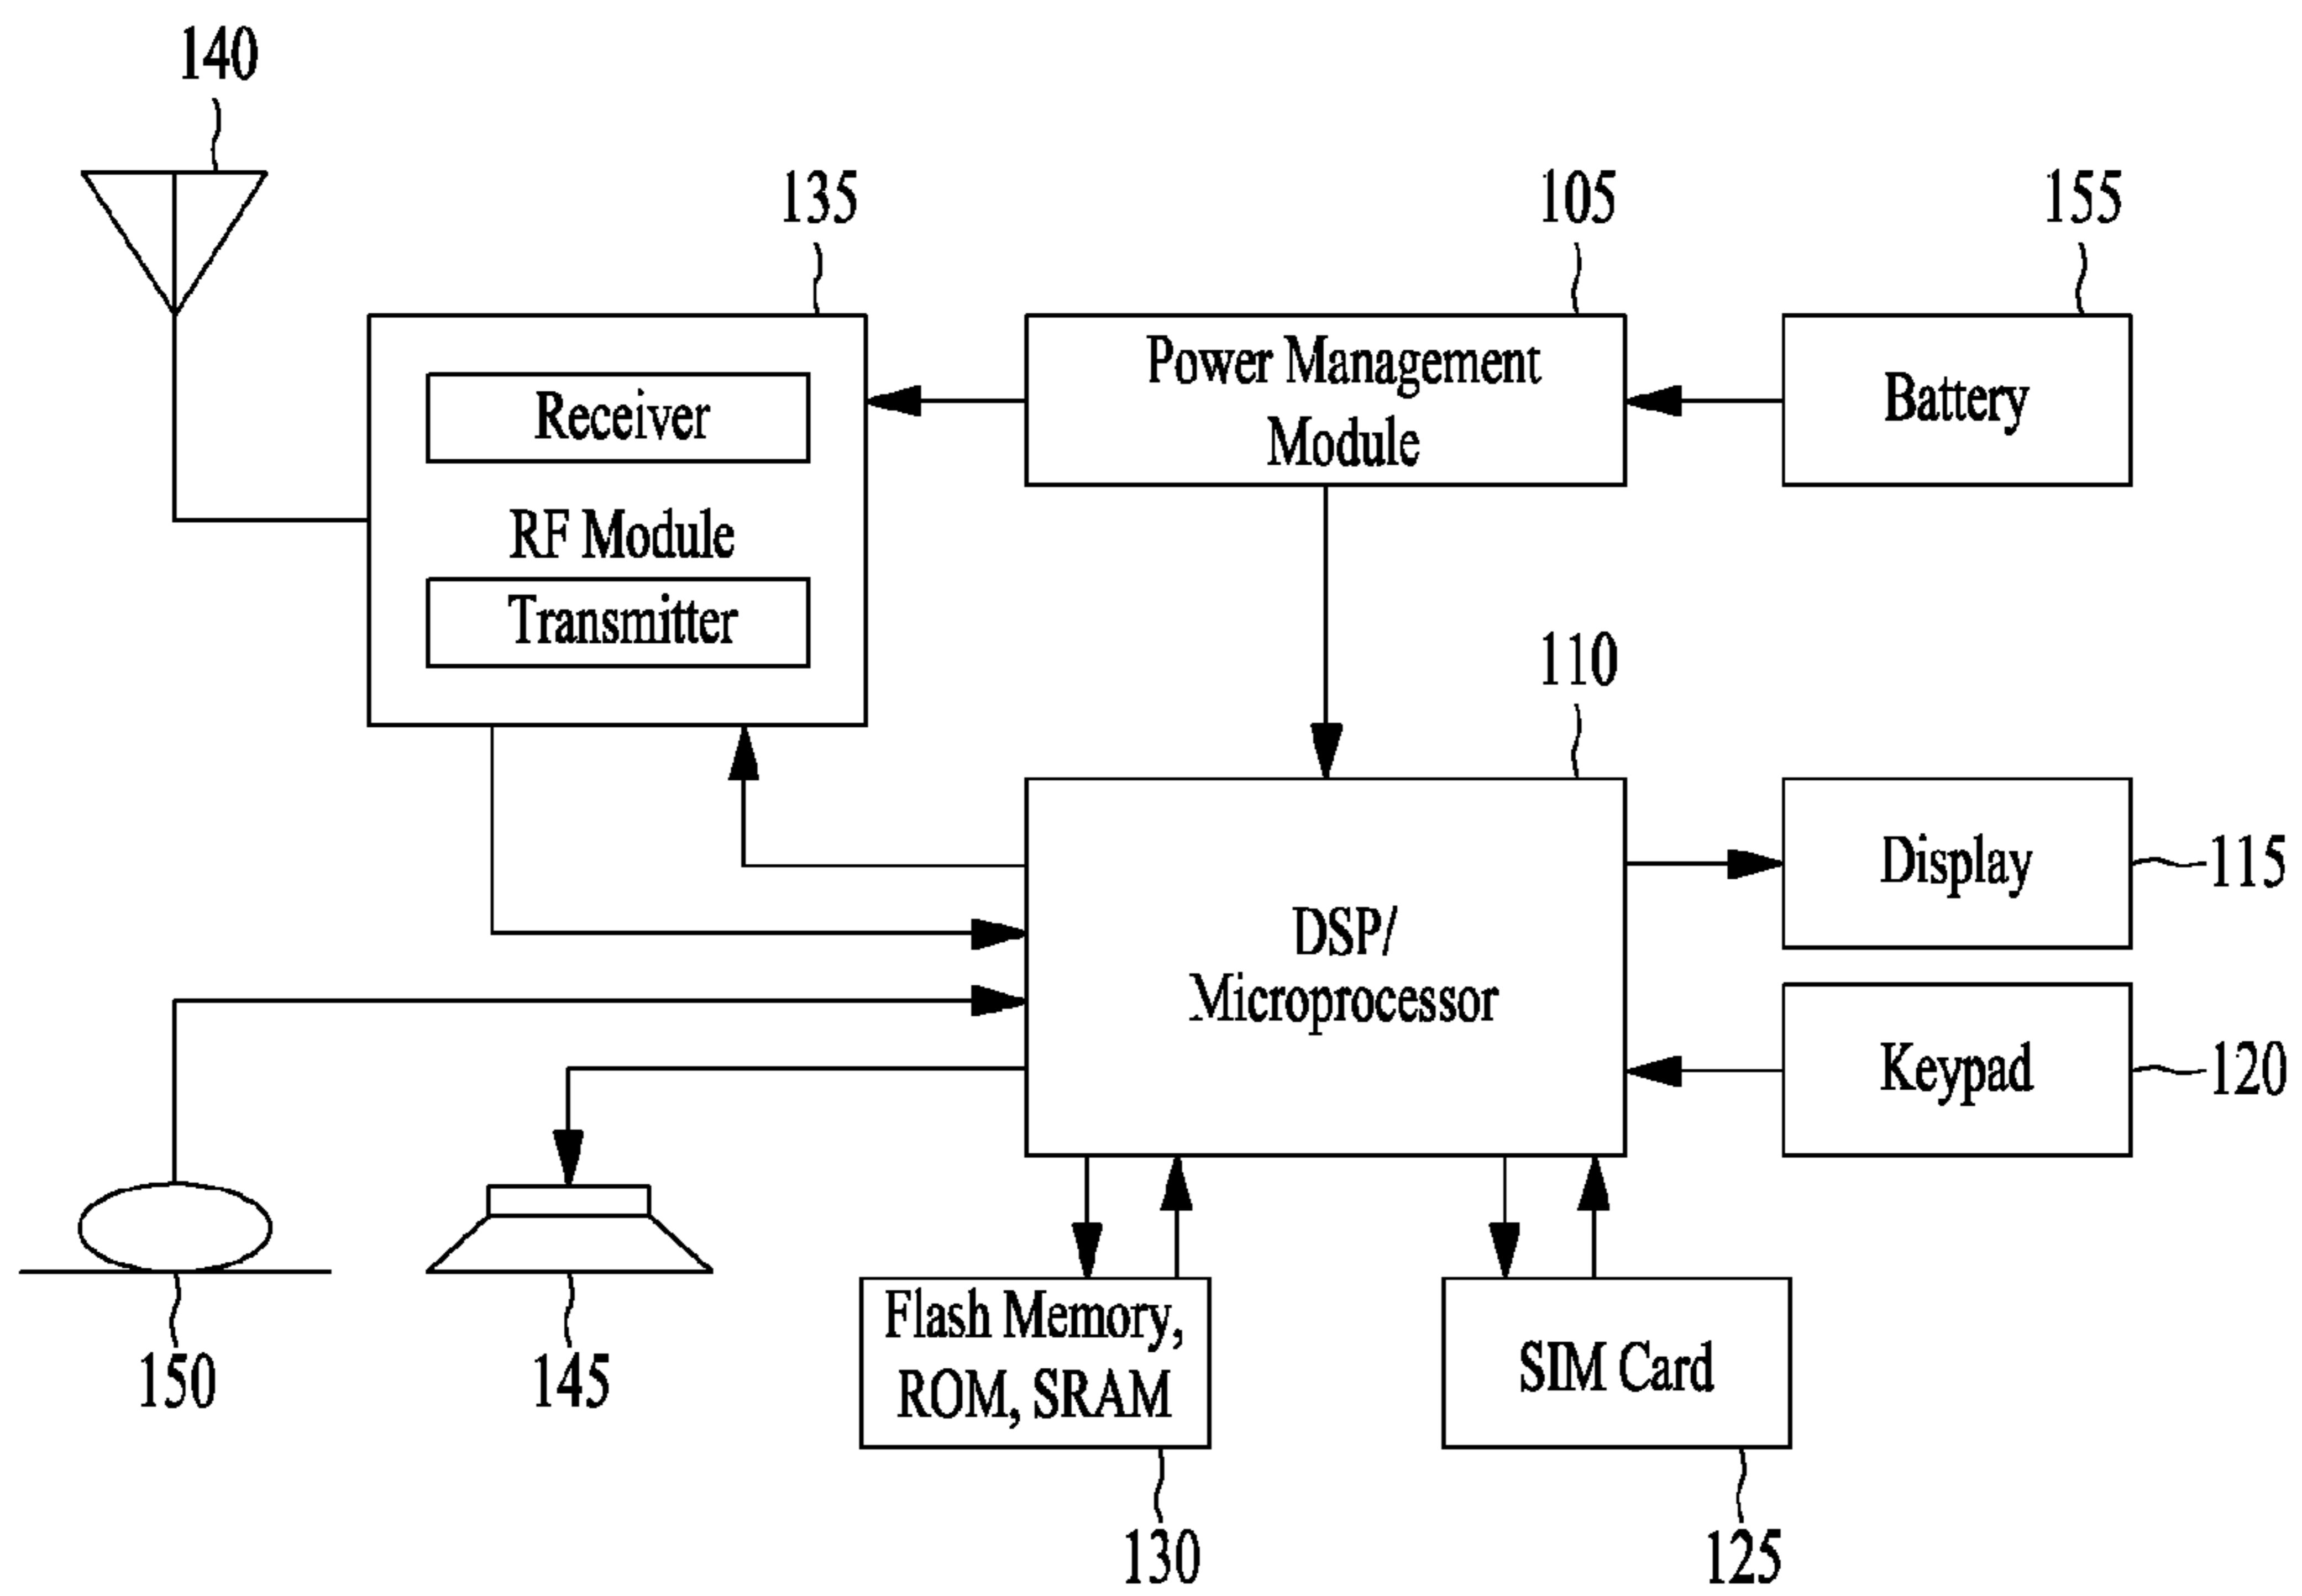 140
135
105
155
Receiver
RF Module
Transmitter
Power Management
Module
Battery
110
DSP/
Microprocessor
Display
115
Keypad
120
150
145
Flash Memory,
ROM, SRAM
SIM Card
130
125